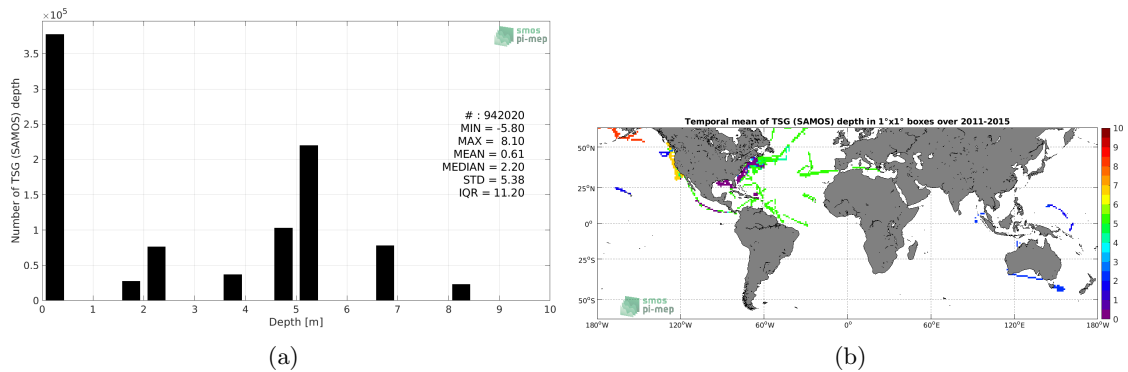 ×10⁵
smos
pi-mep
3.5
3
2.5
2
1.5
1
0.5
0
Number of TSG (SAMOS) depth
# : 942020
MIN = -5.80
MAX = 8.10
MEAN = 0.61
MEDIAN = 2.20
STD = 5.38
IQR = 11.20
0 1 2 3 4 5 6 7 8 9 10
Depth [m]
(a)
Temporal mean of TSG (SAMOS) depth in 1°x1° boxes over 2011-2015
50°N
25°N
0°
25°S
50°S
smos
pi-mep
180°W 120°W 60°W 0° 60°E 120°E 180°E
10
9
8
7
6
5
4
3
2
1
0
(b)